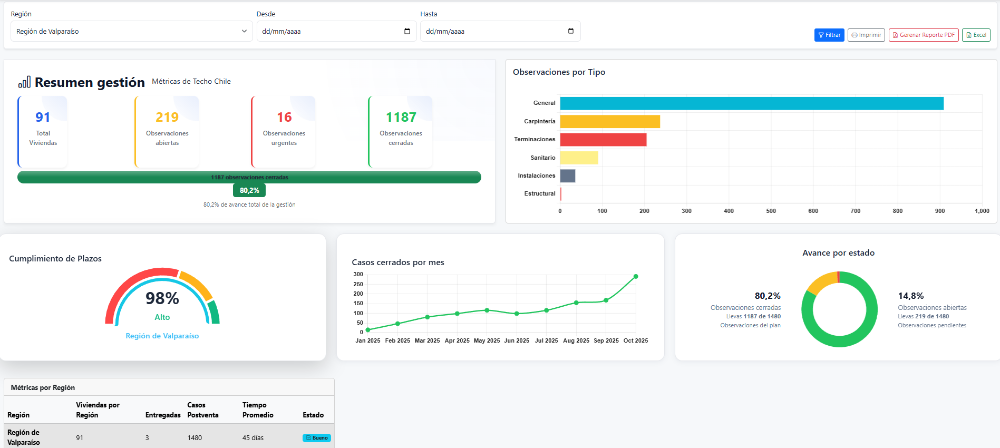 Región
Desde
Hasta
Región de Valparaíso
dd/mm/aaaa
dd/mm/aaaa
Filtrar
Imprimir
Gerenar Reporte PDF
Excel
Resumen gestión
Métricas de Techo Chile
91
Total
Viviendas
219
Observaciones
abiertas
16
Observaciones
urgentes
1187
Observaciones
cerradas
1187 observaciones cerradas
80,2%
80,2% de avance total de la gestión
Observaciones por Tipo
General
Carpintería
Terminaciones
Sanitario
Instalaciones
Estructural
0 100 200 300 400 500 600 700 800 900 1,000
Cumplimiento de Plazos
98%
Alto
Región de Valparaíso
Casos cerrados por mes
300
250
200
150
100
50
0
Jan 2025 Feb 2025 Mar 2025 Apr 2025 May 2025 Jun 2025 Jul 2025 Aug 2025 Sep 2025 Oct 2025
Avance por estado
80,2%
Observaciones cerradas
Llevas 1187 de 1480
Observaciones del plan
14,8%
Observaciones abiertas
Llevas 219 de 1480
Observaciones pendientes
Métricas por Región
Región
Viviendas por
Región
Entregadas
Casos
Postventa
Tiempo
Promedio
Estado
Región de
Valparaíso
91
3
1480
45 días
Bueno